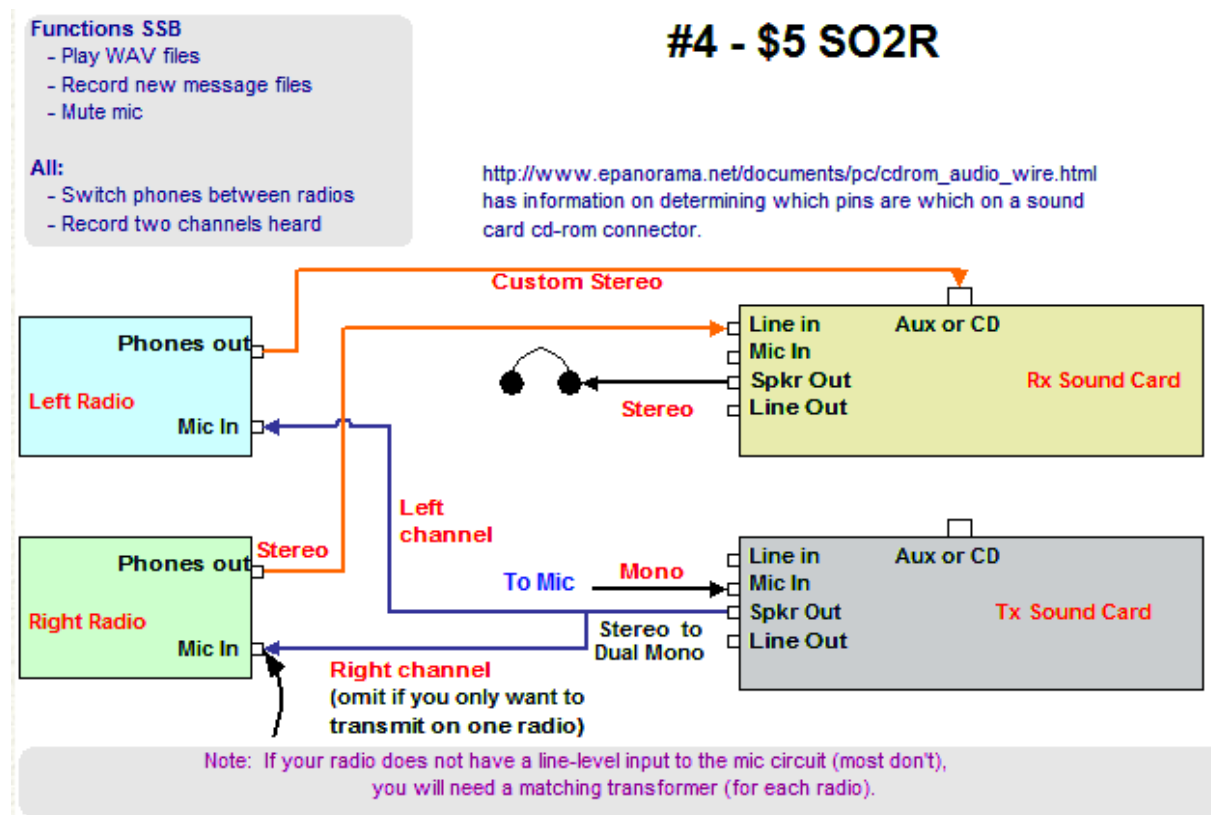 Functions SSB
- Play WAV files
- Record new message files
- Mute mic
All:
- Switch phones between radios
- Record two channels heard
#4 - $5 SO2R
http://www.epanorama.net/documents/pc/cdrom_audio_wire.html
has information on determining which pins are which on a sound
card cd-rom connector.
Custom Stereo
Phones out
Left Radio
Mic In
Line in
Aux or CD
Mic In
Spkr Out
Rx Sound Card
Line Out
Stereo
Left
channel
Phones out
Stereo
Right Radio
Mic In
To Mic
Mono
Line in
Aux or CD
Mic In
Spkr Out
Tx Sound Card
Line Out
Stereo to
Dual Mono
Right channel
(omit if you only want to
transmit on one radio)
Note: If your radio does not have a line-level input to the mic circuit (most don't),
you will need a matching transformer (for each radio).